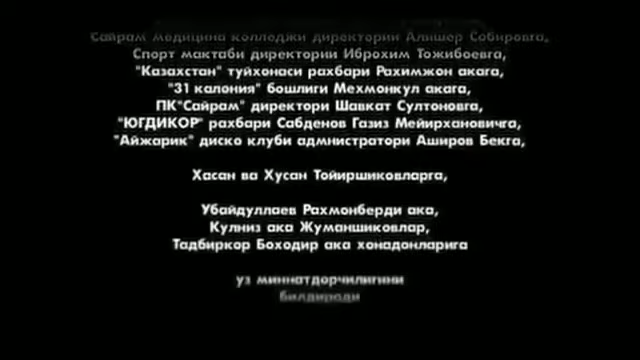 Сайрам медицина колледжи директории Алишер Собировга,
Спорт мактаби директории Иброхим Тожибоевга,
"Казахстан" туйхонаси рахбари Рахимжон акага,
"31 калония" бошлиги Мехмонкул акага,
ПК"Сайрам" директори Шавкат Султоновга,
"ЮГДИКОР" рахбари Сабденов Газиз Мейирхановичга,
"Айжарик" диско клуби адмнистратори Аширов Бекга,
Хасан ва Хусан Тойиршиковларга,
Убайдуллаев Рахмонберди ака,
Кулниз ака Жуманшиковлар,
Тадбиркор Боходир ака хонадонларига
уз миннатдорчилигини
билдиради